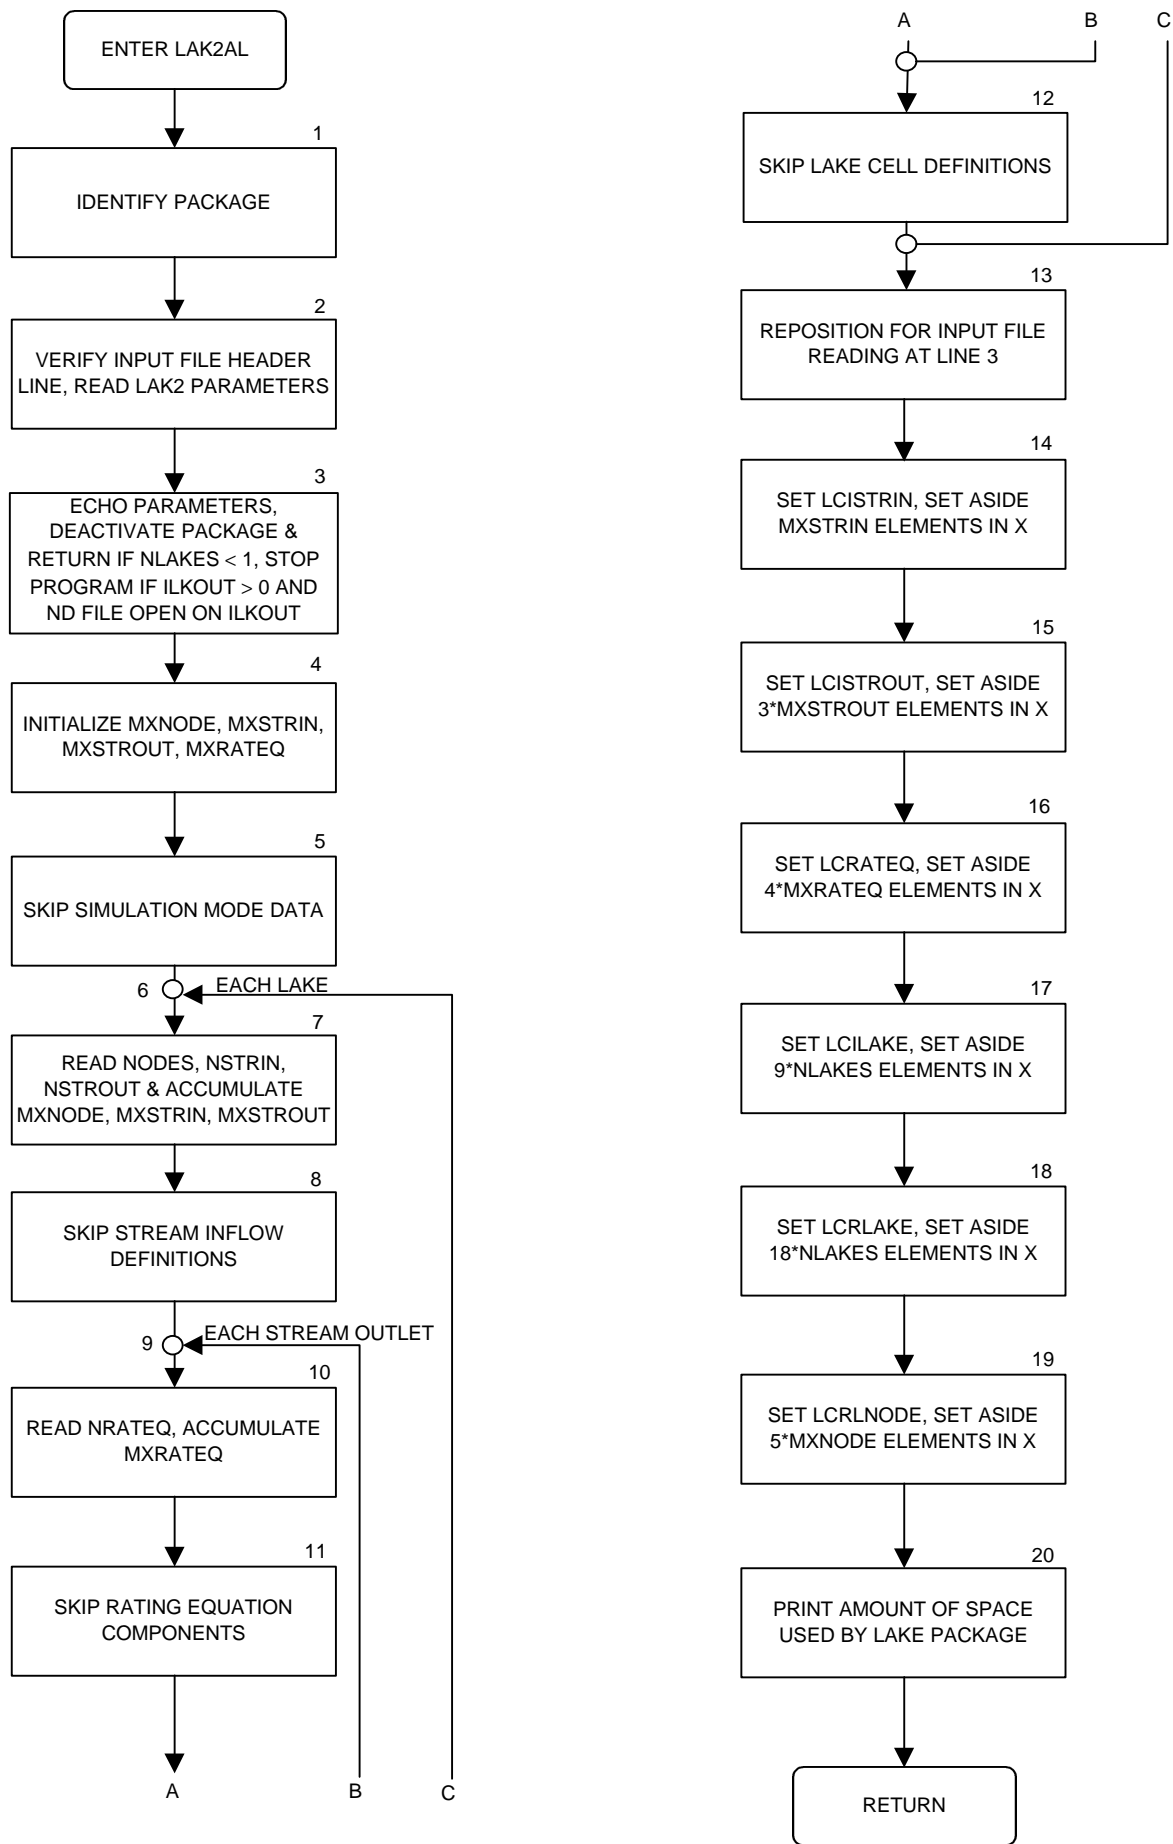 ENTER LAK2AL
1
IDENTIFY PACKAGE
2
VERIFY INPUT FILE HEADER
LINE, READ LAK2 PARAMETERS
3
ECHO PARAMETERS,
DEACTIVATE PACKAGE &
RETURN IF NLAKES < 1, STOP
PROGRAM IF ILKOUT > 0 AND
ND FILE OPEN ON ILKOUT
4
INITIALIZE MXNODE, MXSTRIN,
MXSTROUT, MXRATEQ
5
SKIP SIMULATION MODE DATA
6
EACH LAKE
7
READ NODES, NSTRIN,
NSTROUT & ACCUMULATE
MXNODE, MXSTRIN, MXSTROUT
8
SKIP STREAM INFLOW
DEFINITIONS
9
EACH STREAM OUTLET
10
READ NRATEQ, ACCUMULATE
MXRATEQ
11
SKIP RATING EQUATION
COMPONENTS
A
B
C
A
B
C
12
SKIP LAKE CELL DEFINITIONS
13
REPOSITION FOR INPUT FILE
READING AT LINE 3
14
SET LCISTRIN, SET ASIDE
MXSTRIN ELEMENTS IN X
15
SET LCISTROUT, SET ASIDE
3*MXSTROUT ELEMENTS IN X
16
SET LCRATEQ, SET ASIDE
4*MXRATEQ ELEMENTS IN X
17
SET LCILAKE, SET ASIDE
9*NLAKES ELEMENTS IN X
18
SET LCRLAKE, SET ASIDE
18*NLAKES ELEMENTS IN X
19
SET LCRLNODE, SET ASIDE
5*MXNODE ELEMENTS IN X
20
PRINT AMOUNT OF SPACE
USED BY LAKE PACKAGE
RETURN